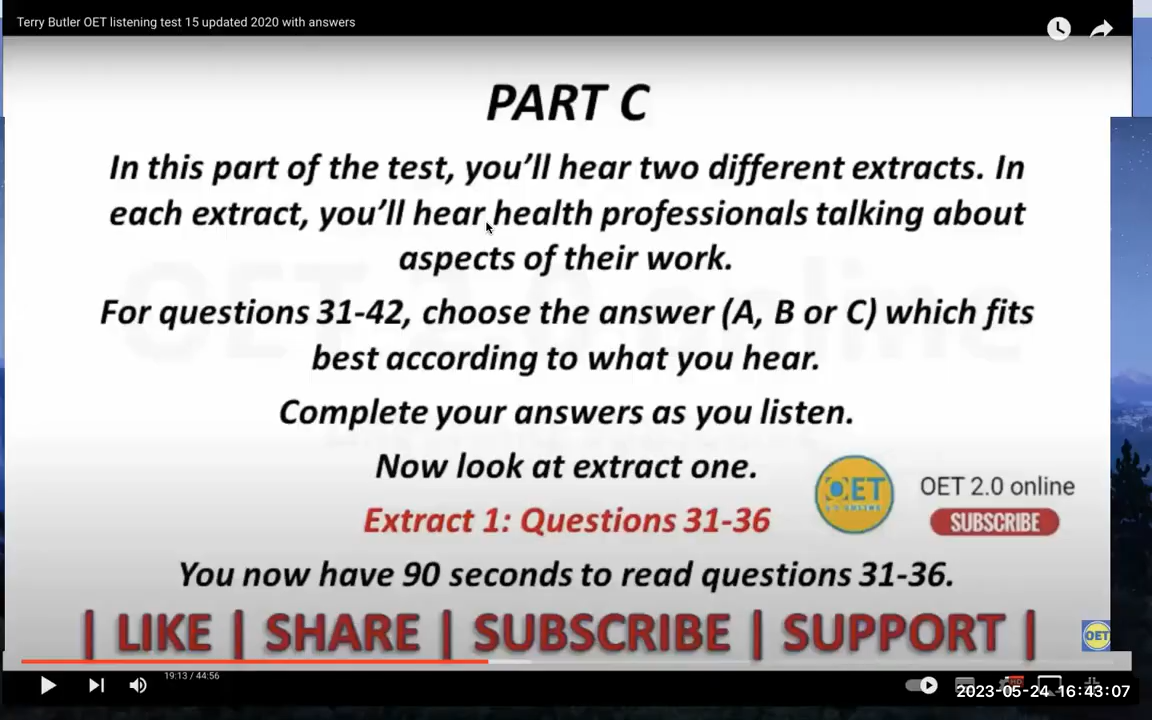 Terry Butler OET listening test 15 updated 2020 with answers
PART C
In this part of the test, you'll hear two different extracts. In
each extract, you'll hear health professionals talking about
aspects of their work.
For questions 31-42, choose the answer (A, B or C) which fits
best according to what you hear.
Complete your answers as you listen.
Now look at extract one.
OET
OET 2.0 online
Extract 1: Questions 31-36
SUBSCRIBE
You now have 90 seconds to read questions 31-36.
| LIKE | SHARE | SUBSCRIBE | SUPPORT |
OET
19:13 / 44:56
HD
2023-05-24 16:43:07